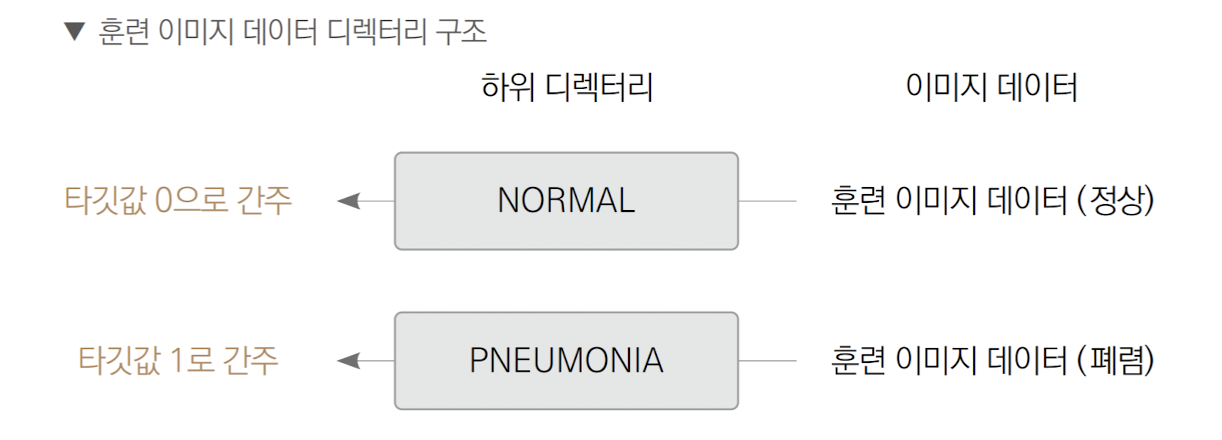 ▼ 훈련 이미지 데이터 디렉터리 구조
하위 디렉터리 이미지 데이터
타깃값 0으로 간주 NORMAL 훈련 이미지 데이터 (정상)
타깃값 1로 간주 PNEUMONIA 훈련 이미지 데이터 (폐렴)